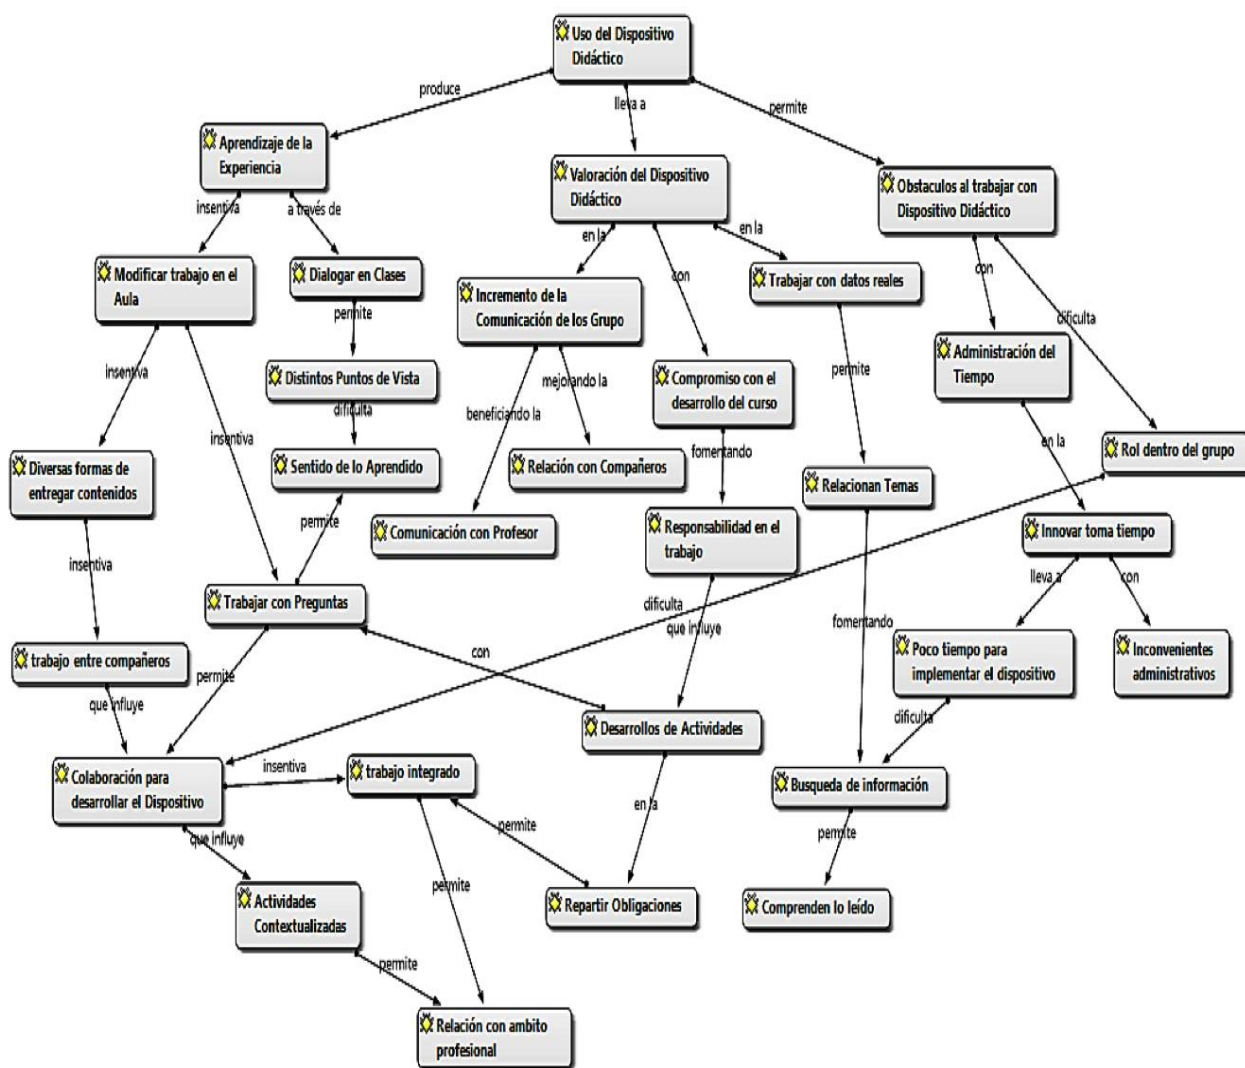 Uso del Dispositivo
Didáctico
produce
lleva a
permite
Aprendizaje de la
Experiencia
Valoración del Dispositivo
Didáctico
Obstaculos al trabajar con
Dispositivo Didáctico
insentiva
a través de
en la
con
en la
con
dificulta
Modificar trabajo en el
Aula
Dialogar en Clases
Incremento de la
Comunicación de los Grupo
Trabajar con datos reales
permite
Administración del
Tiempo
insentiva
insentiva
Distintos Puntos de Vista
dificulta
beneficiando la
mejorando la
Compromiso con el
desarrollo del curso
permite
en la
Rol dentro del grupo
Diversas formas de
entregar contenidos
Sentido de lo Aprendido
Relación con Compañeros
fomentando
Relacionan Temas
permite
Comunicación con Profesor
Responsabilidad en el
trabajo
Innovar toma tiempo
insentiva
Trabajar con Preguntas
dificulta
que influye
fomentando
lleva a
con
trabajo entre compañeros
permite
con
Poco tiempo para
implementar el dispositivo
Inconvenientes
administrativos
que influye
Desarrollos de Actividades
dificulta
Colaboración para
desarrollar el Dispositivo
insentiva
trabajo integrado
en la
Busqueda de información
que influye
permite
permite
permite
Actividades
Contextualizadas
Repartir Obligaciones
Comprenden lo leído
permite
Relación con ambito
profesional